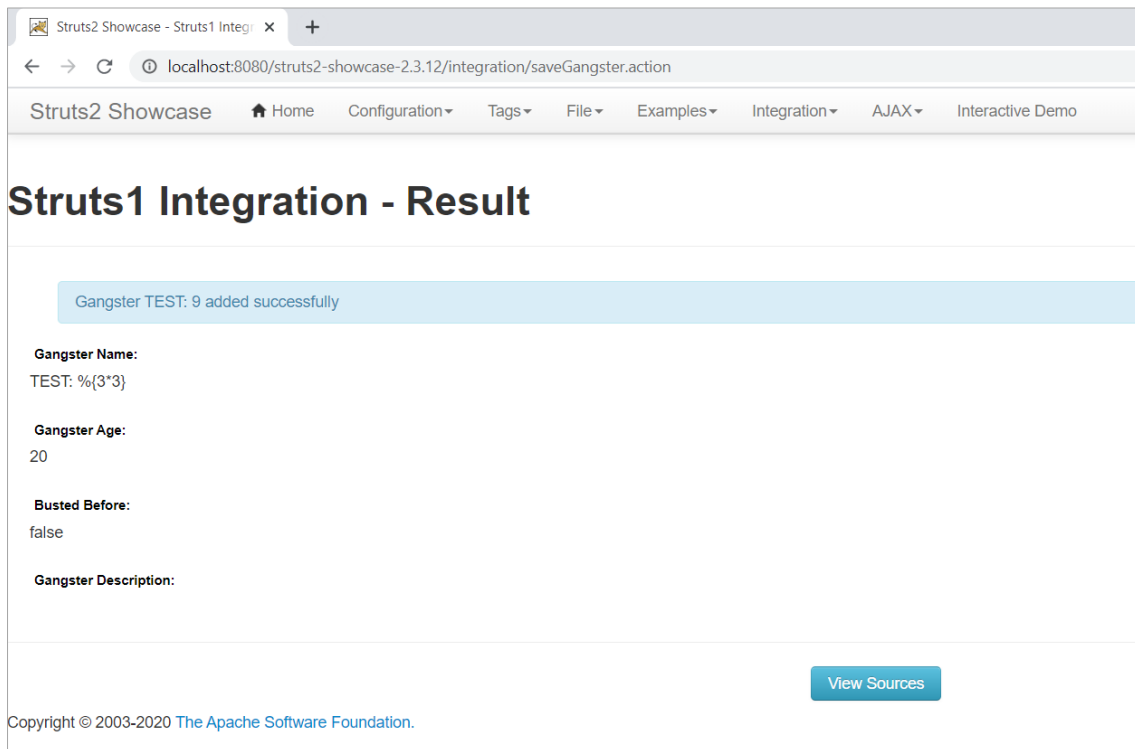 Struts2 Showcase - Struts1 Integr
localhost:8080/struts2-showcase-2.3.12/integration/saveGangster.action
Struts2 Showcase Home Configuration Tags File Examples Integration AJAX Interactive Demo
Struts1 Integration - Result
Gangster TEST: 9 added successfully
Gangster Name:
TEST: %{3*3}
Gangster Age:
20
Busted Before:
false
Gangster Description:
View Sources
Copyright © 2003-2020 The Apache Software Foundation.